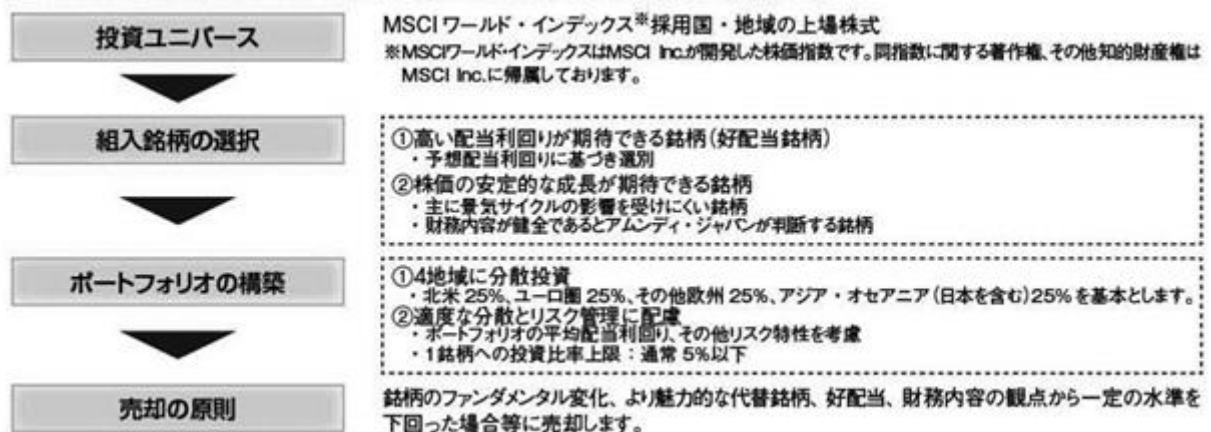 投資ユニバース
MSCI ワールド・インデックス※採用国・地域の上場株式
※MSCIワールド・インデックスはMSCI Inc.が開発した株価指数です。同指数に関する著作権、その他知的財産権は
MSCI Inc.に帰属しております。
組入銘柄の選択
①高い配当利回りが期待できる銘柄(好配当銘柄)
・予想配当利回りに基づき選別
②株価の安定的な成長が期待できる銘柄
・主に景気サイクルの影響を受けにくい銘柄
・財務内容が健全であるとアムンディ・ジャパンが判断する銘柄
ポートフォリオの構築
①4地域に分散投資
・北米 25%、ユーロ圏 25%、その他欧州 25%、アジア・オセアニア(日本を含む)25% を基本とします。
②適度な分散とリスク管理に配慮
・ポートフォリオの平均配当利回り、その他リスク特性を考慮
・1銘柄への投資比率上限:通常 5%以下
売却の原則
銘柄のファンダメンタル変化、より魅力的な代替銘柄、好配当、財務内容の観点から一定の水準を
下回った場合等に売却します。